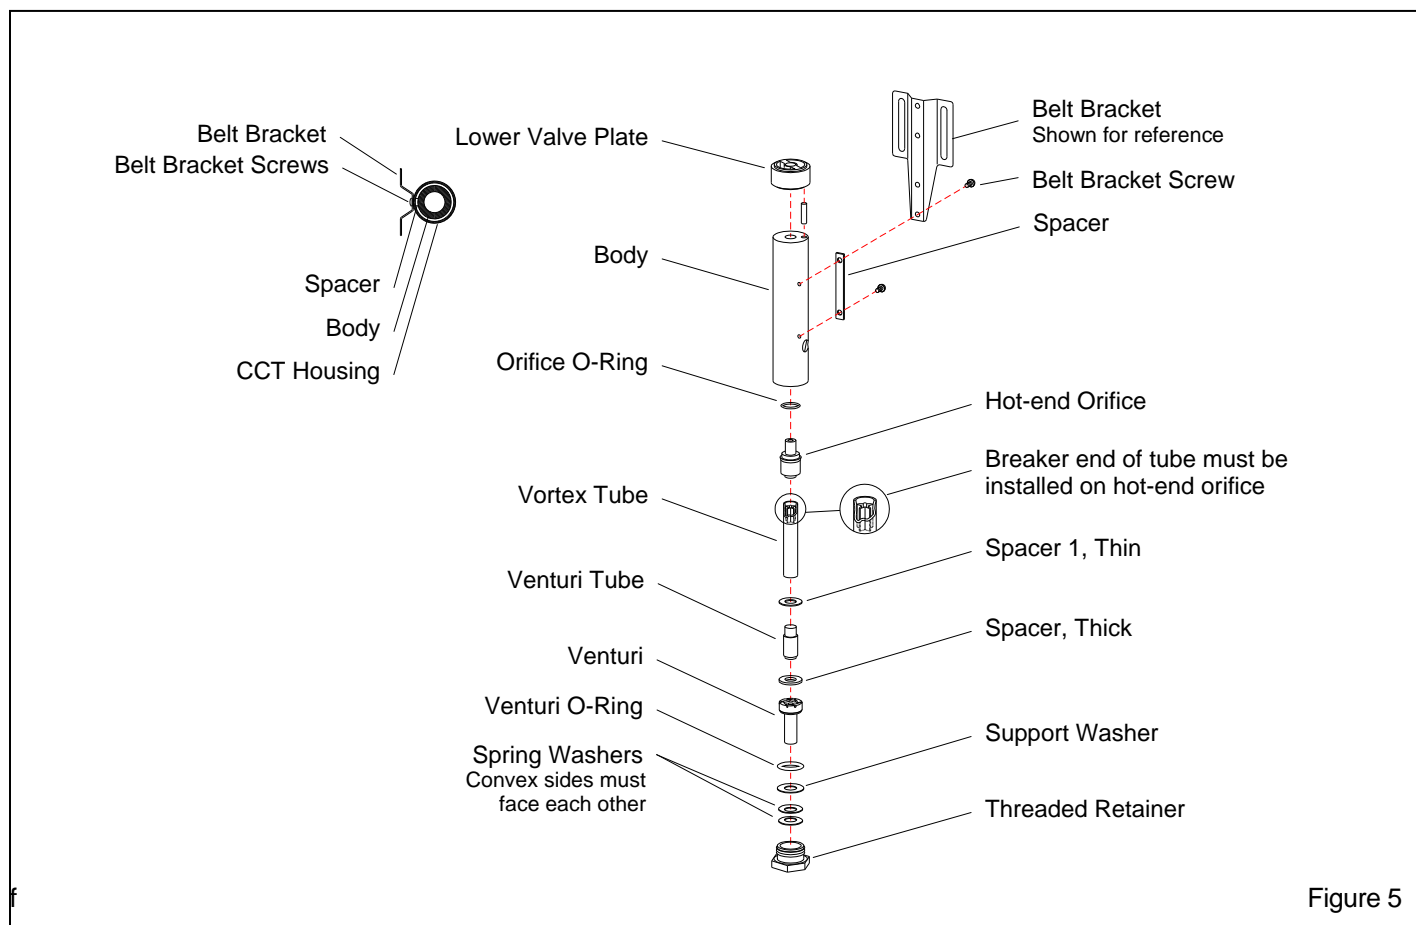 Belt Bracket
Belt Bracket Screws
Spacer
Body
CCT Housing
Lower Valve Plate
Body
Orifice O-Ring
Vortex Tube
Venturi Tube
Venturi
Venturi O-Ring
Spring Washers
Convex sides must
face each other
Belt Bracket
Shown for reference
Belt Bracket Screw
Spacer
Hot-end Orifice
Breaker end of tube must be
installed on hot-end orifice
Spacer 1, Thin
Spacer, Thick
Support Washer
Threaded Retainer
f
Figure 5